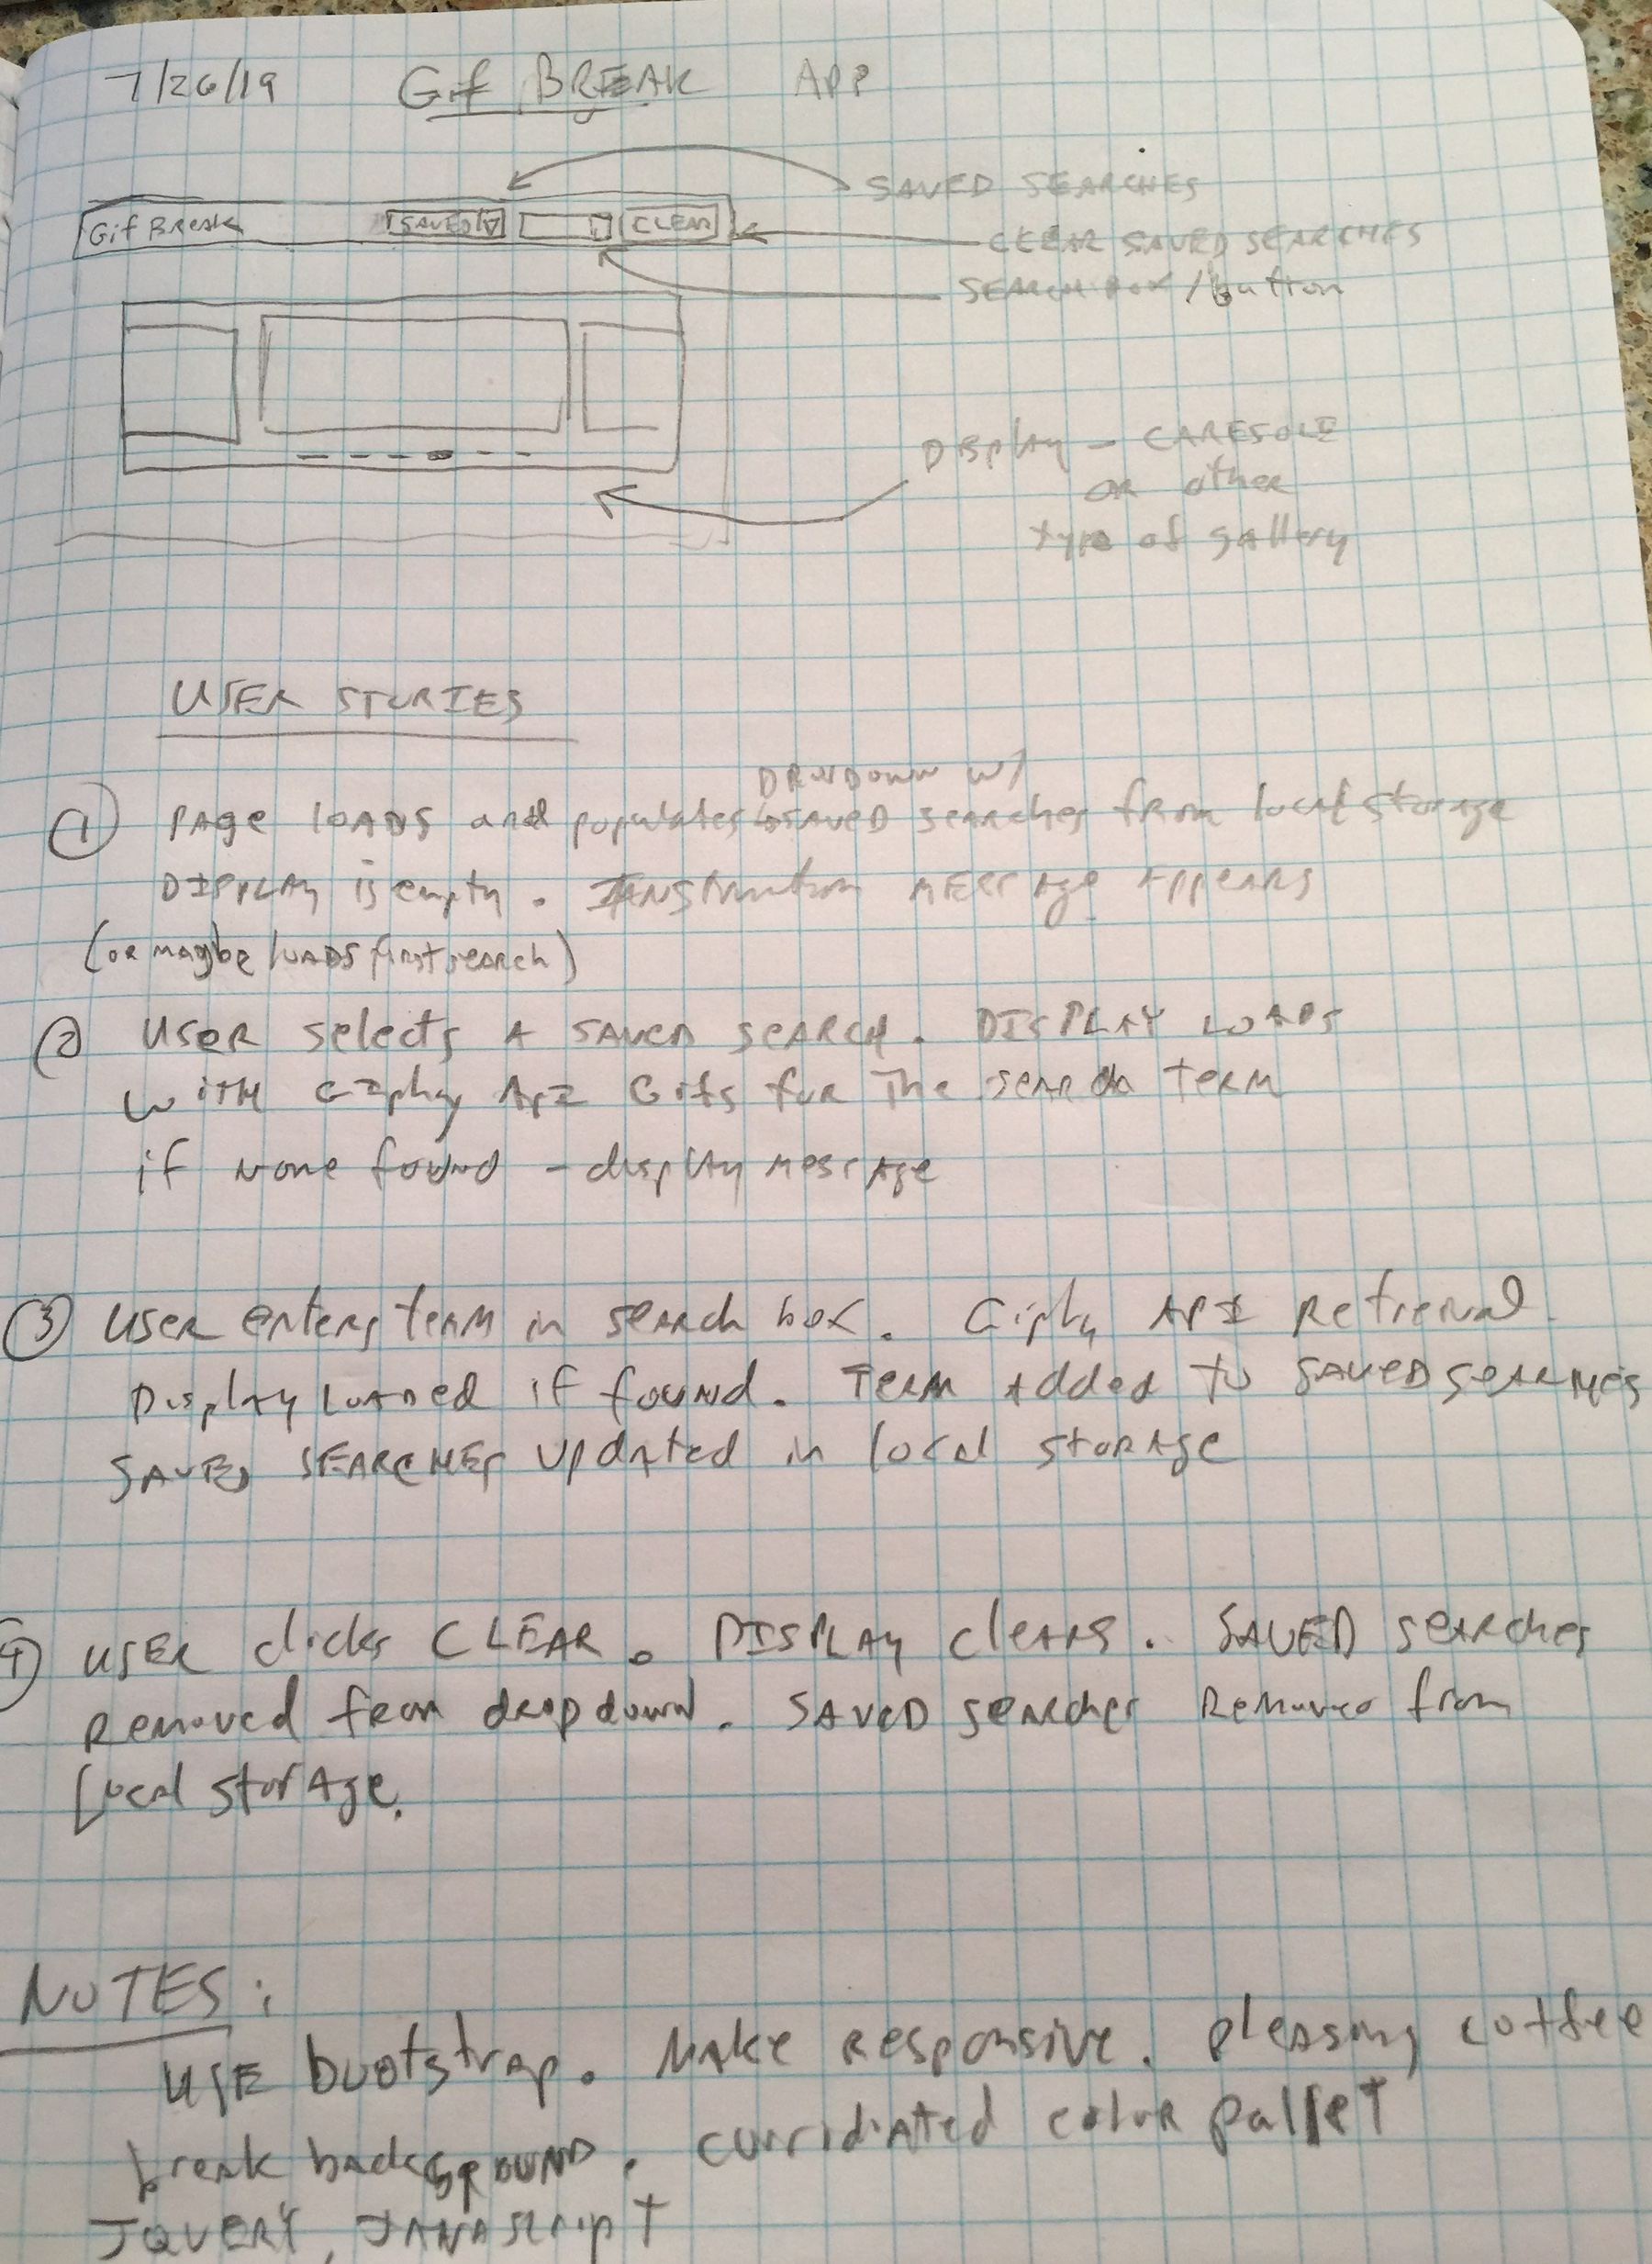 7/26/19 Gif BREAK APP
SAVED SEARCHES
Gif BREAK SAVED CLEAR
CLEAR SAVED SEARCHES
SEARCH BOX / button
DISplay - CARESOLE
OR other
type of gallery
USER STORIES
DROPDOWN W/
① PAGE LOADS and populates SAVED searches from local storage
DISPLAY is empty. INStruction MESSAge Appears
(OR maybe LOADS first search)
② USER selects A SAVED SEARCH. DISPLAY LOADS
WITH GIphy ApI Gifs for The search TERM
if None found - display message
③ USER enters term in SEARCH box. Giphy API Retrieval.
Display LOADED if found. TERM Added to SAVED SEARCHES
SAVED SEARCHES Updated in local storage
④ USER clicks CLEAR. DISPLAY cleARS. SAVED searches
Removed from dropdown. SAVED searches Removed from
Local storage.
NOTES:
USE bootstrap. MAKE Responsive. pleasing coffee
break backgROUND. curridiated color pallet
JQUERY, JAVASCripT